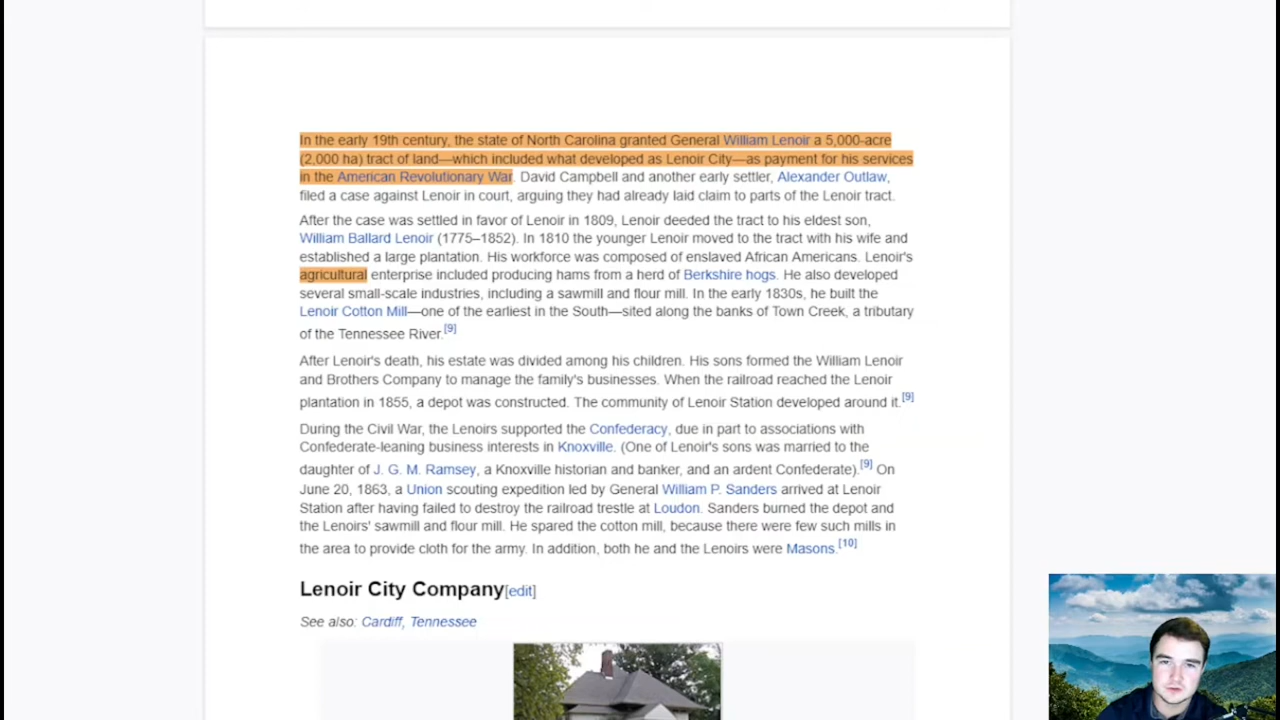 In the early 19th century, the state of North Carolina granted General William Lenoir a 5,000-acre
(2,000 ha) tract of land—which included what developed as Lenoir City—as payment for his services
in the American Revolutionary War. David Campbell and another early settler, Alexander Outlaw,
filed a case against Lenoir in court, arguing they had already laid claim to parts of the Lenoir tract.
After the case was settled in favor of Lenoir in 1809, Lenoir deeded the tract to his eldest son,
William Ballard Lenoir (1775–1852). In 1810 the younger Lenoir moved to the tract with his wife and
established a large plantation. His workforce was composed of enslaved African Americans. Lenoir's
agricultural enterprise included producing hams from a herd of Berkshire hogs. He also developed
several small-scale industries, including a sawmill and flour mill. In the early 1830s, he built the
Lenoir Cotton Mill—one of the earliest in the South—sited along the banks of Town Creek, a tributary
of the Tennessee River.[9]
After Lenoir's death, his estate was divided among his children. His sons formed the William Lenoir
and Brothers Company to manage the family's businesses. When the railroad reached the Lenoir
plantation in 1855, a depot was constructed. The community of Lenoir Station developed around it.[9]
During the Civil War, the Lenoirs supported the Confederacy, due in part to associations with
Confederate-leaning business interests in Knoxville. (One of Lenoir's sons was married to the
daughter of J. G. M. Ramsey, a Knoxville historian and banker, and an ardent Confederate).[9] On
June 20, 1863, a Union scouting expedition led by General William P. Sanders arrived at Lenoir
Station after having failed to destroy the railroad trestle at Loudon. Sanders burned the depot and
the Lenoirs' sawmill and flour mill. He spared the cotton mill, because there were few such mills in
the area to provide cloth for the army. In addition, both he and the Lenoirs were Masons.[10]
Lenoir City Company[edit]
See also: Cardiff, Tennessee